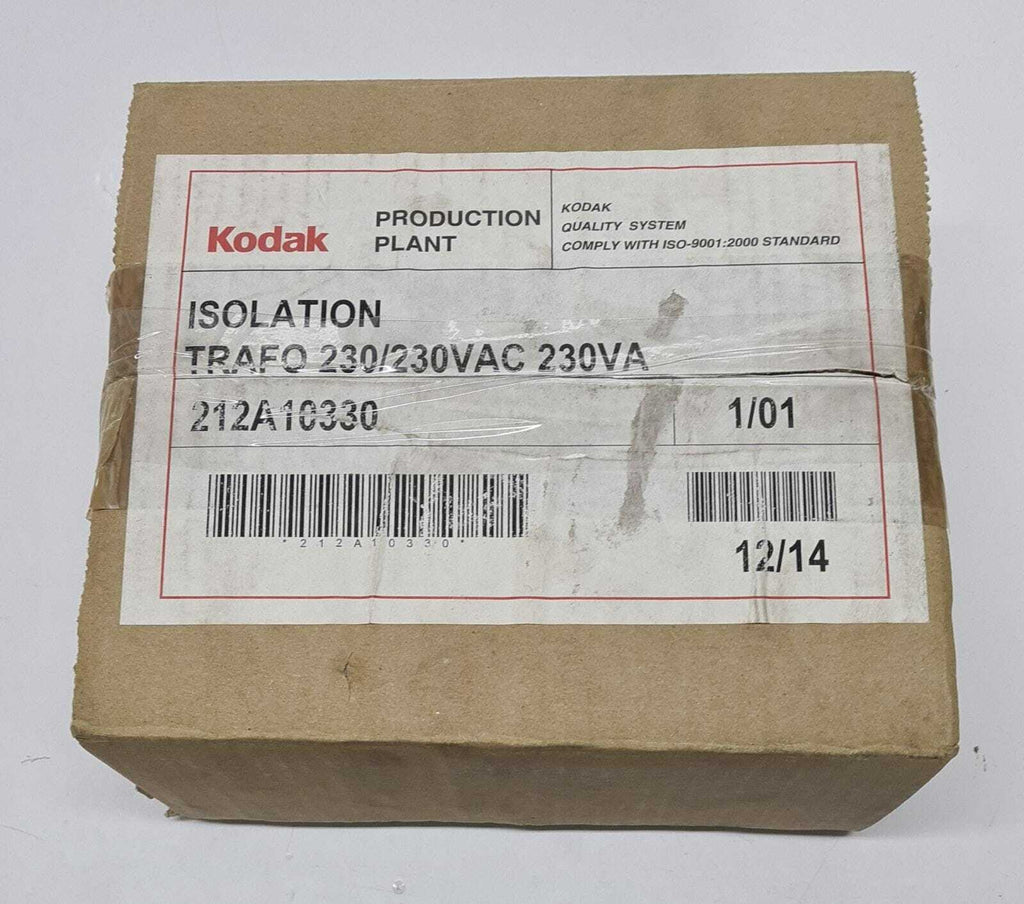 Kodak
PRODUCTION
PLANT
KODAK
QUALITY SYSTEM
COMPLY WITH ISO-9001:2000 STANDARD
ISOLATION
TRAFO 230/230VAC 230VA
212A10330
1/01
*212A10330*
12/14